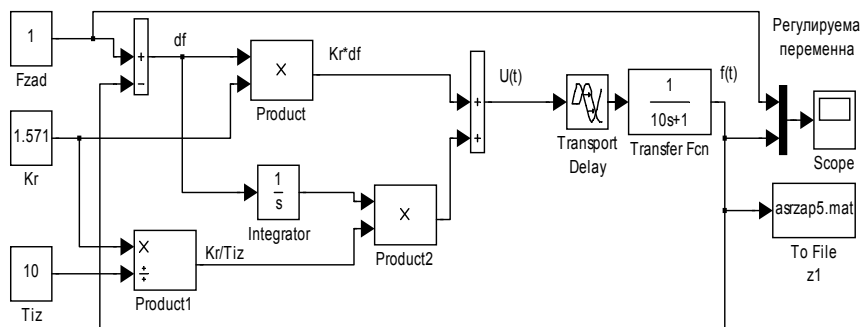 1
Fzad
+
−
df
×
Product
Kr*df
1.571
Kr
1
s
Integrator
×
Product2
+
+
U(t)
Transport
Delay
1
10s+1
Transfer Fcn
f(t)
Регулируема
переменна
Scope
asrzap5.mat
To File
z1
10
Tiz
×
÷
Product1
Kr/Tiz